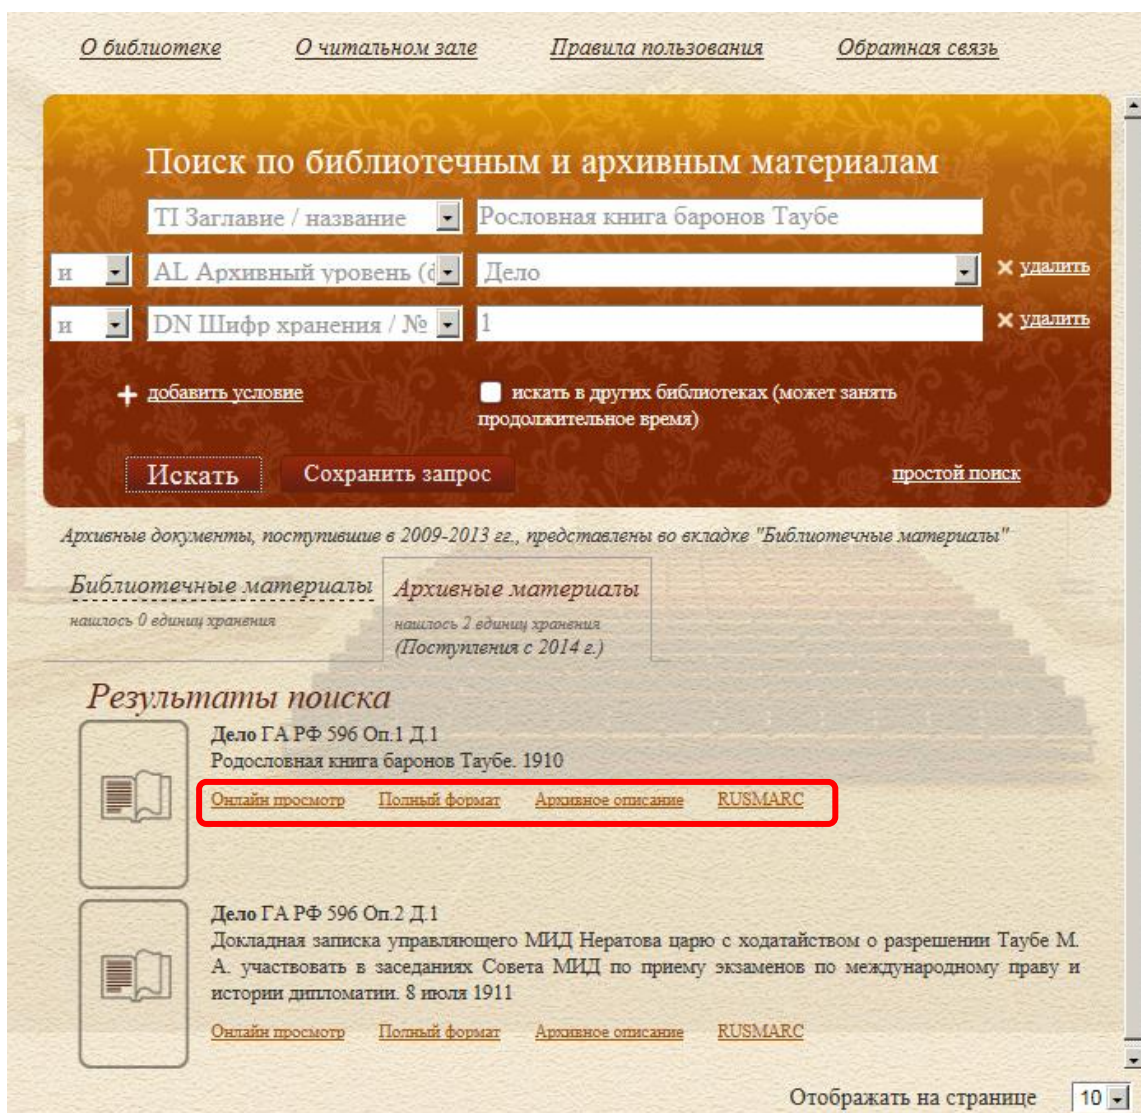 О библиотеке О читальном зале Правила пользования Обратная связь
Поиск по библиотечным и архивным материалам
TI Заглавие / название Рословная книга баронов Таубе
и AL Архивный уровень (ф Дело удалить
и DN Шифр хранения / № 1 удалить
добавить условие искать в других библиотеках (может занять
продолжительное время)
Искать Сохранить запрос простой поиск
Архивные документы, поступившие в 2009-2013 гг., представлены во вкладке "Библиотечные материалы"
Библиотечные материалы Архивные материалы
нашлось 0 единиц хранения нашлось 2 единиц хранения
(Поступления с 2014 г.)
Результаты поиска
Дело ГА РФ 596 Оп.1 Д.1
Родословная книга баронов Таубе. 1910
Онлайн просмотр Полный формат Архивное описание RUSMARC
Дело ГА РФ 596 Оп.2 Д.1
Докладная записка управляющего МИД Нератова царю с ходатайством о разрешении Таубе М.
А. участвовать в заседаниях Совета МИД по приему экзаменов по международному праву и
истории дипломатии. 8 июля 1911
Онлайн просмотр Полный формат Архивное описание RUSMARC
Отображать на странице 10